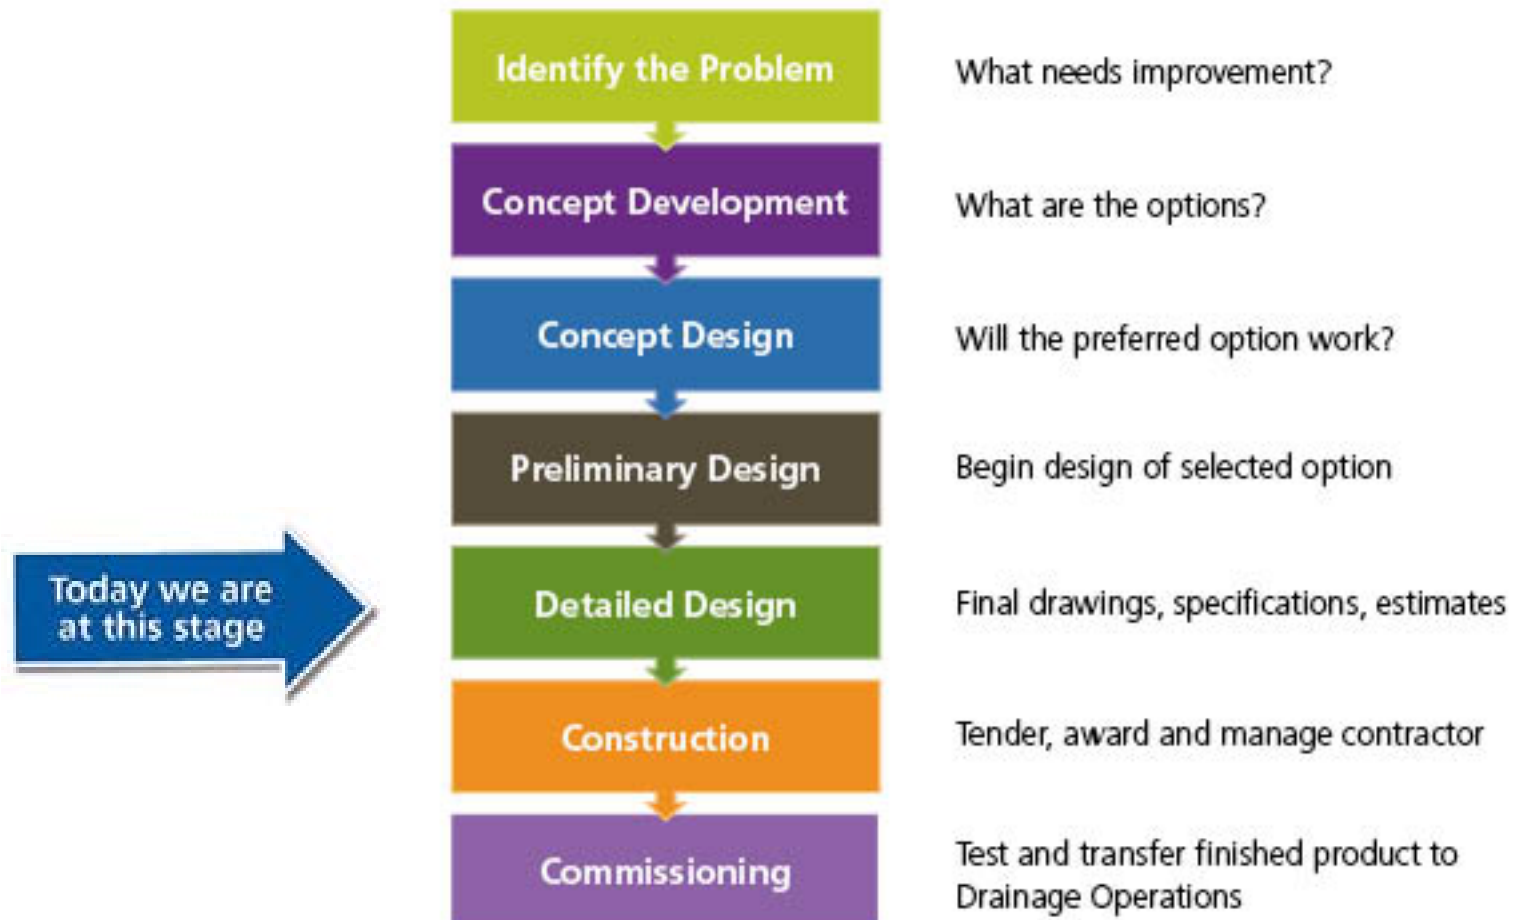 Identify the Problem
What needs improvement?
Concept Development
What are the options?
Concept Design
Will the preferred option work?
Preliminary Design
Begin design of selected option
Today we are
at this stage
Detailed Design
Final drawings, specifications, estimates
Construction
Tender, award and manage contractor
Commissioning
Test and transfer finished product to
Drainage Operations